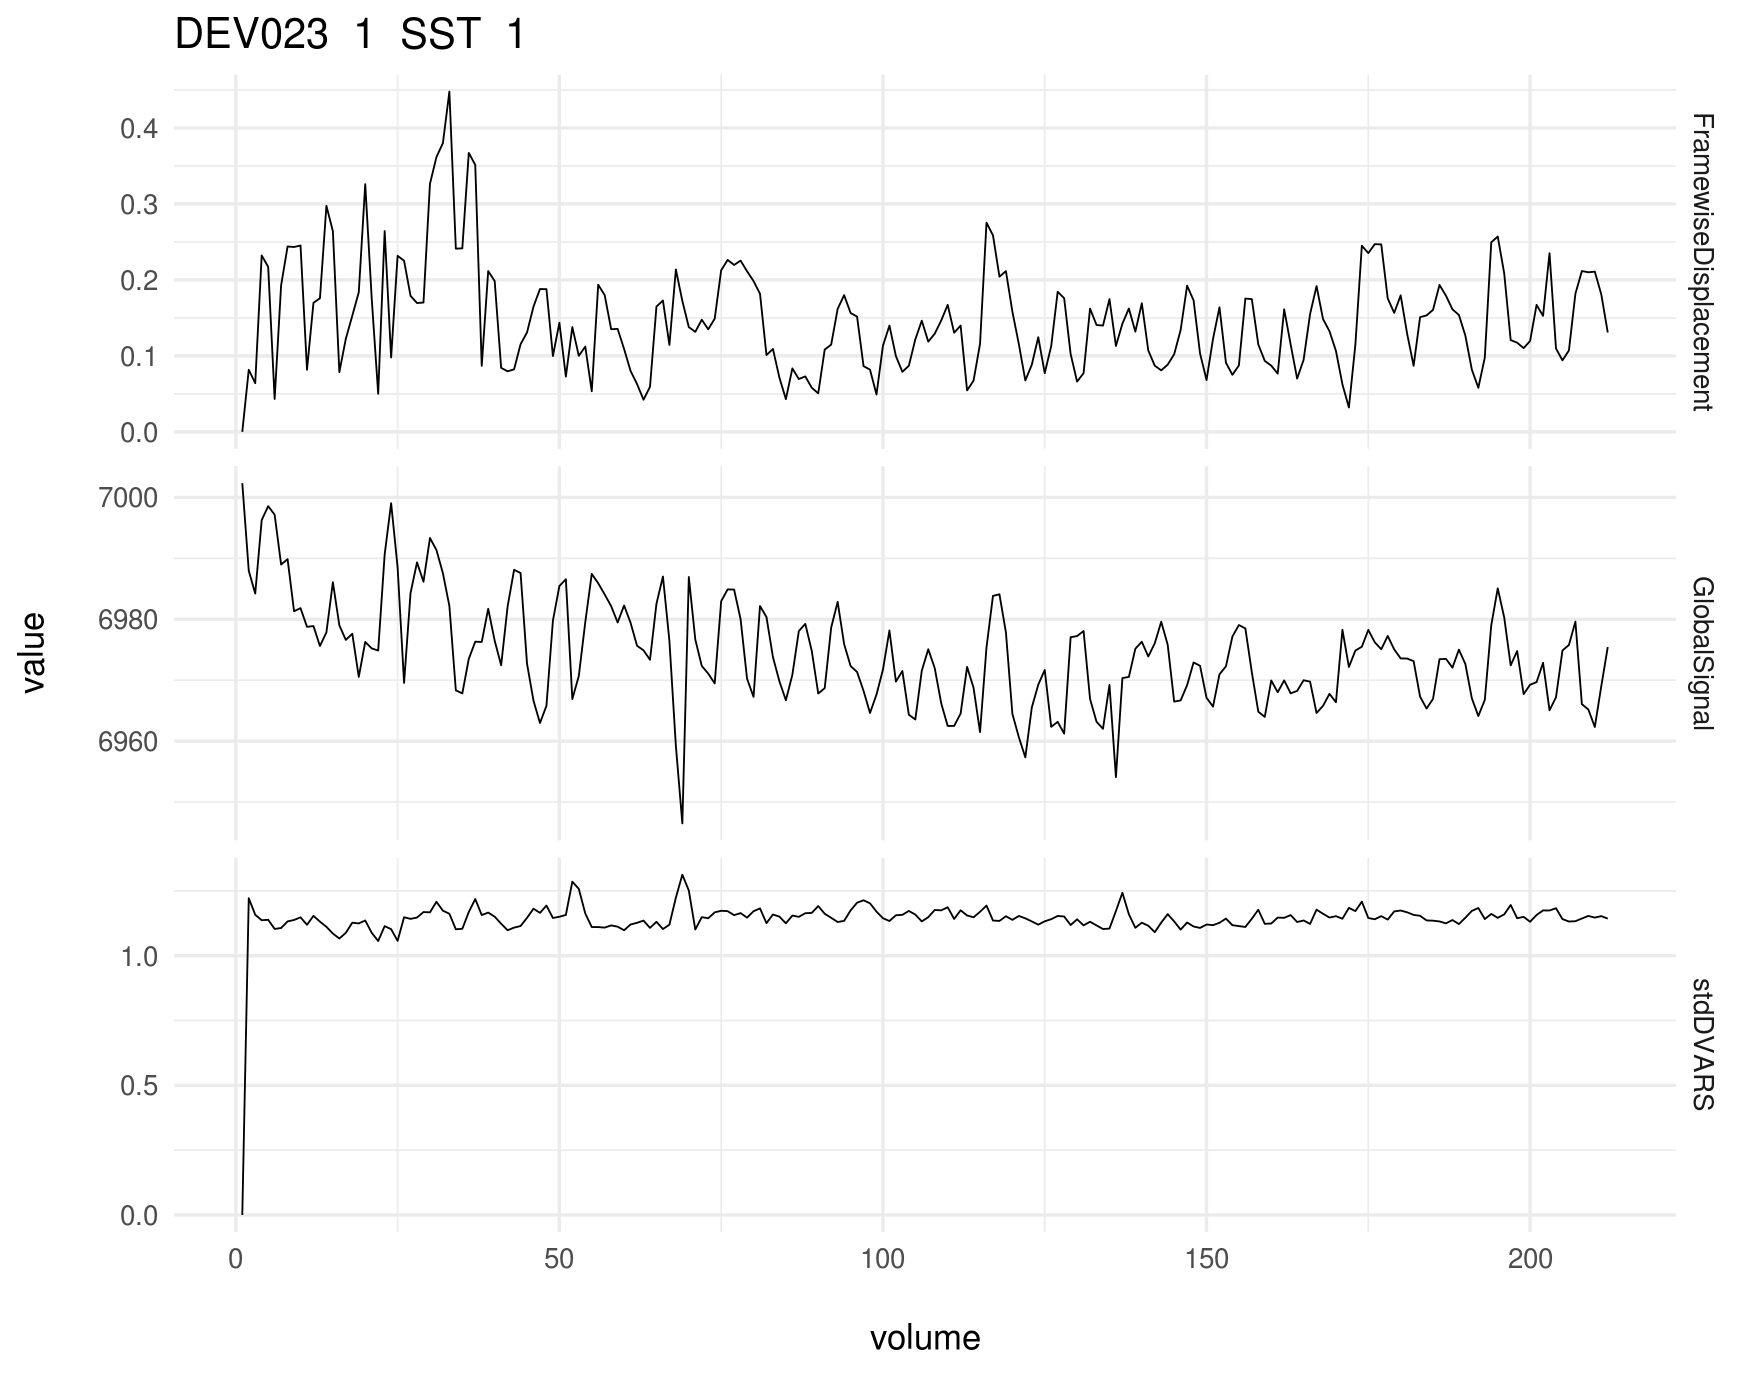 DEV023 1 SST 1
0.4
0.3
0.2
0.1
0.0
FramewiseDisplacement
7000
6980
6960
GlobalSignal
value
1.0
0.5
0.0
stdDVARS
0 50 100 150 200
volume